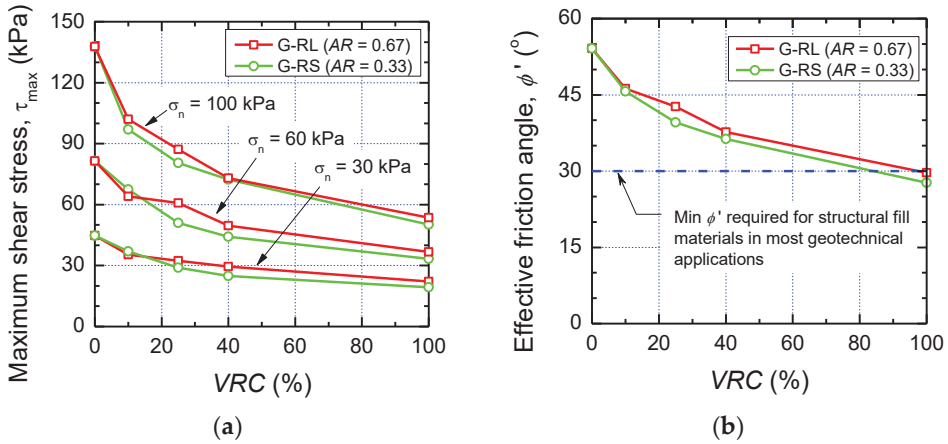 Maximum shear stress, τmax (kPa)
150
120
90
60
30
0
G-RL (AR = 0.67)
G-RS (AR = 0.33)
σn = 100 kPa
σn = 60 kPa
σn = 30 kPa
0 20 40 60 80 100
VRC (%)
(a)
Effective friction angle, ϕ' (°)
60
45
30
15
0
G-RL (AR = 0.67)
G-RS (AR = 0.33)
Min ϕ' required for structural fill
materials in most geotechnical
applications
0 20 40 60 80 100
VRC (%)
(b)